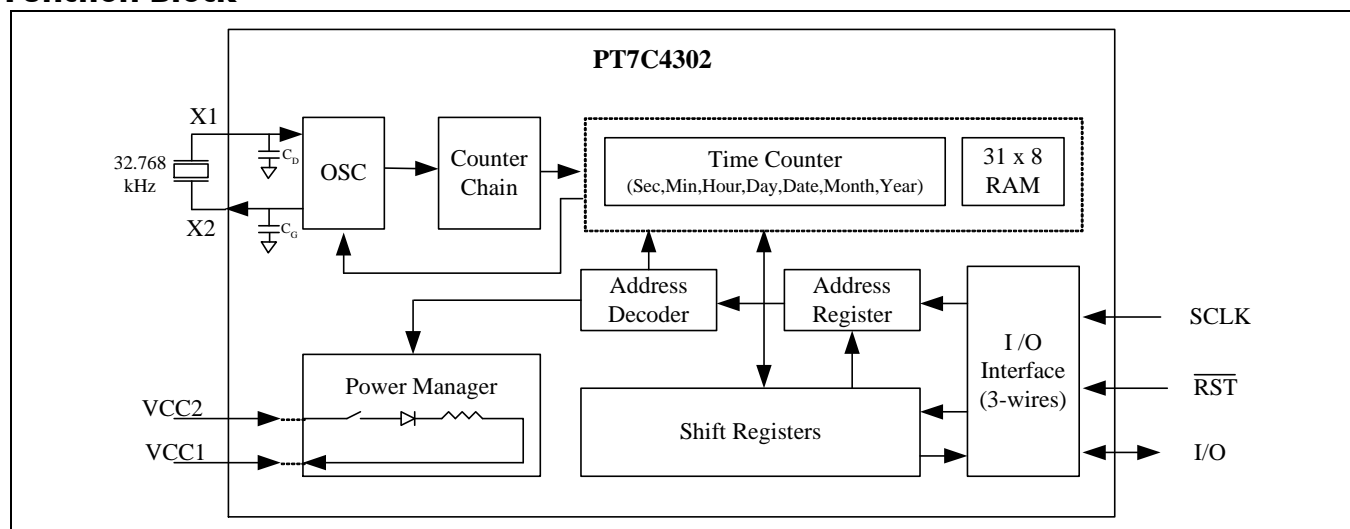 Function Block
PT7C4302
X1
32.768
kHz
X2
C_D
C_G
OSC
Counter
Chain
Time Counter
(Sec,Min,Hour,Day,Date,Month,Year)
31 x 8
RAM
Address
Decoder
Address
Register
I /O
Interface
(3-wires)
SCLK
RST
I/O
Power Manager
VCC2
VCC1
Shift Registers